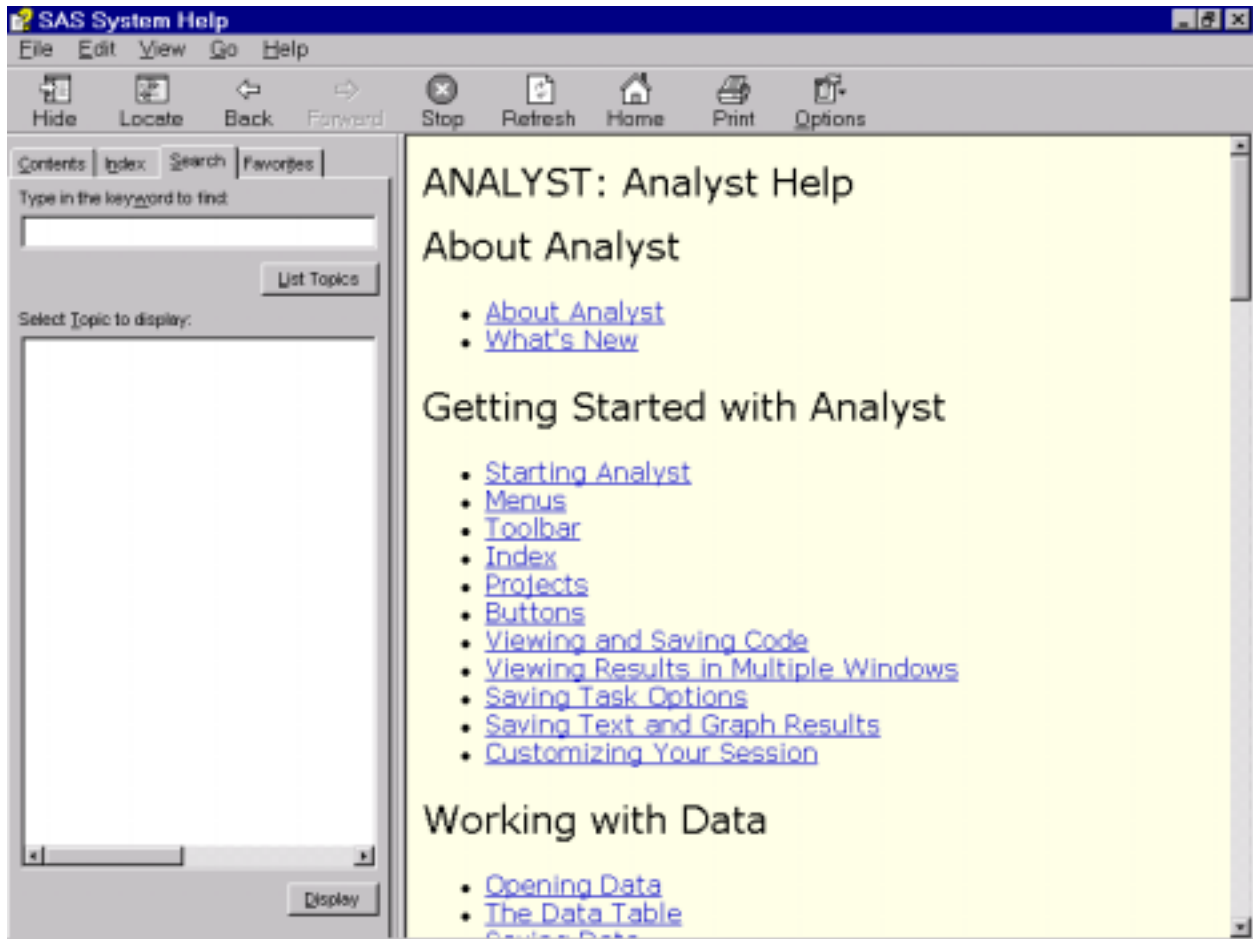 SAS System Help
File Edit View Go Help
Hide Locate Back Forward Stop Refresh Home Print Options
Contents Index Search Favorites
Type in the keyword to find:
List Topics
Select Topic to display:
Display
ANALYST: Analyst Help
About Analyst
About Analyst
What's New
Getting Started with Analyst
Starting Analyst
Menus
Toolbar
Index
Projects
Buttons
Viewing and Saving Code
Viewing Results in Multiple Windows
Saving Task Options
Saving Text and Graph Results
Customizing Your Session
Working with Data
Opening Data
The Data Table
Saving Data